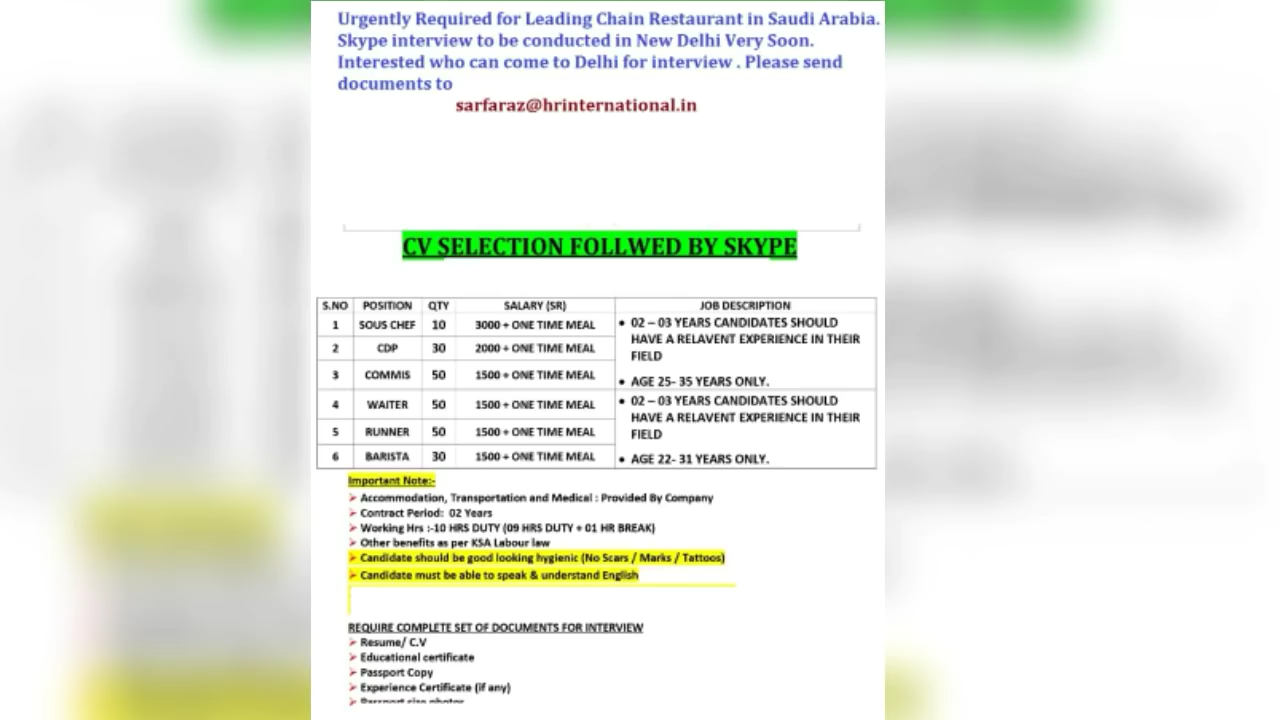 Urgently Required for Leading Chain Restaurant in Saudi Arabia.
Skype interview to be conducted in New Delhi Very Soon.
Interested who can come to Delhi for interview . Please send
documents to
sarfaraz@hrinternational.in
CV SELECTION FOLLWED BY SKYPE
S.NO POSITION QTY SALARY (SR) JOB DESCRIPTION
1 SOUS CHEF 10 3000 + ONE TIME MEAL
2 CDP 30 2000 + ONE TIME MEAL
3 COMMIS 50 1500 + ONE TIME MEAL
• 02 – 03 YEARS CANDIDATES SHOULD
HAVE A RELAVENT EXPERIENCE IN THEIR
FIELD
• AGE 25- 35 YEARS ONLY.
4 WAITER 50 1500 + ONE TIME MEAL
5 RUNNER 50 1500 + ONE TIME MEAL
6 BARISTA 30 1500 + ONE TIME MEAL
• 02 – 03 YEARS CANDIDATES SHOULD
HAVE A RELAVENT EXPERIENCE IN THEIR
FIELD
• AGE 22- 31 YEARS ONLY.
Important Note:-
➢ Accommodation, Transportation and Medical : Provided By Company
➢ Contract Period: 02 Years
➢ Working Hrs :-10 HRS DUTY (09 HRS DUTY + 01 HR BREAK)
➢ Other benefits as per KSA Labour law
➢ Candidate should be good looking hygienic (No Scars / Marks / Tattoos)
➢ Candidate must be able to speak & understand English
REQUIRE COMPLETE SET OF DOCUMENTS FOR INTERVIEW
➢ Resume/ C.V
➢ Educational certificate
➢ Passport Copy
➢ Experience Certificate (if any)
➢ Passport size photos